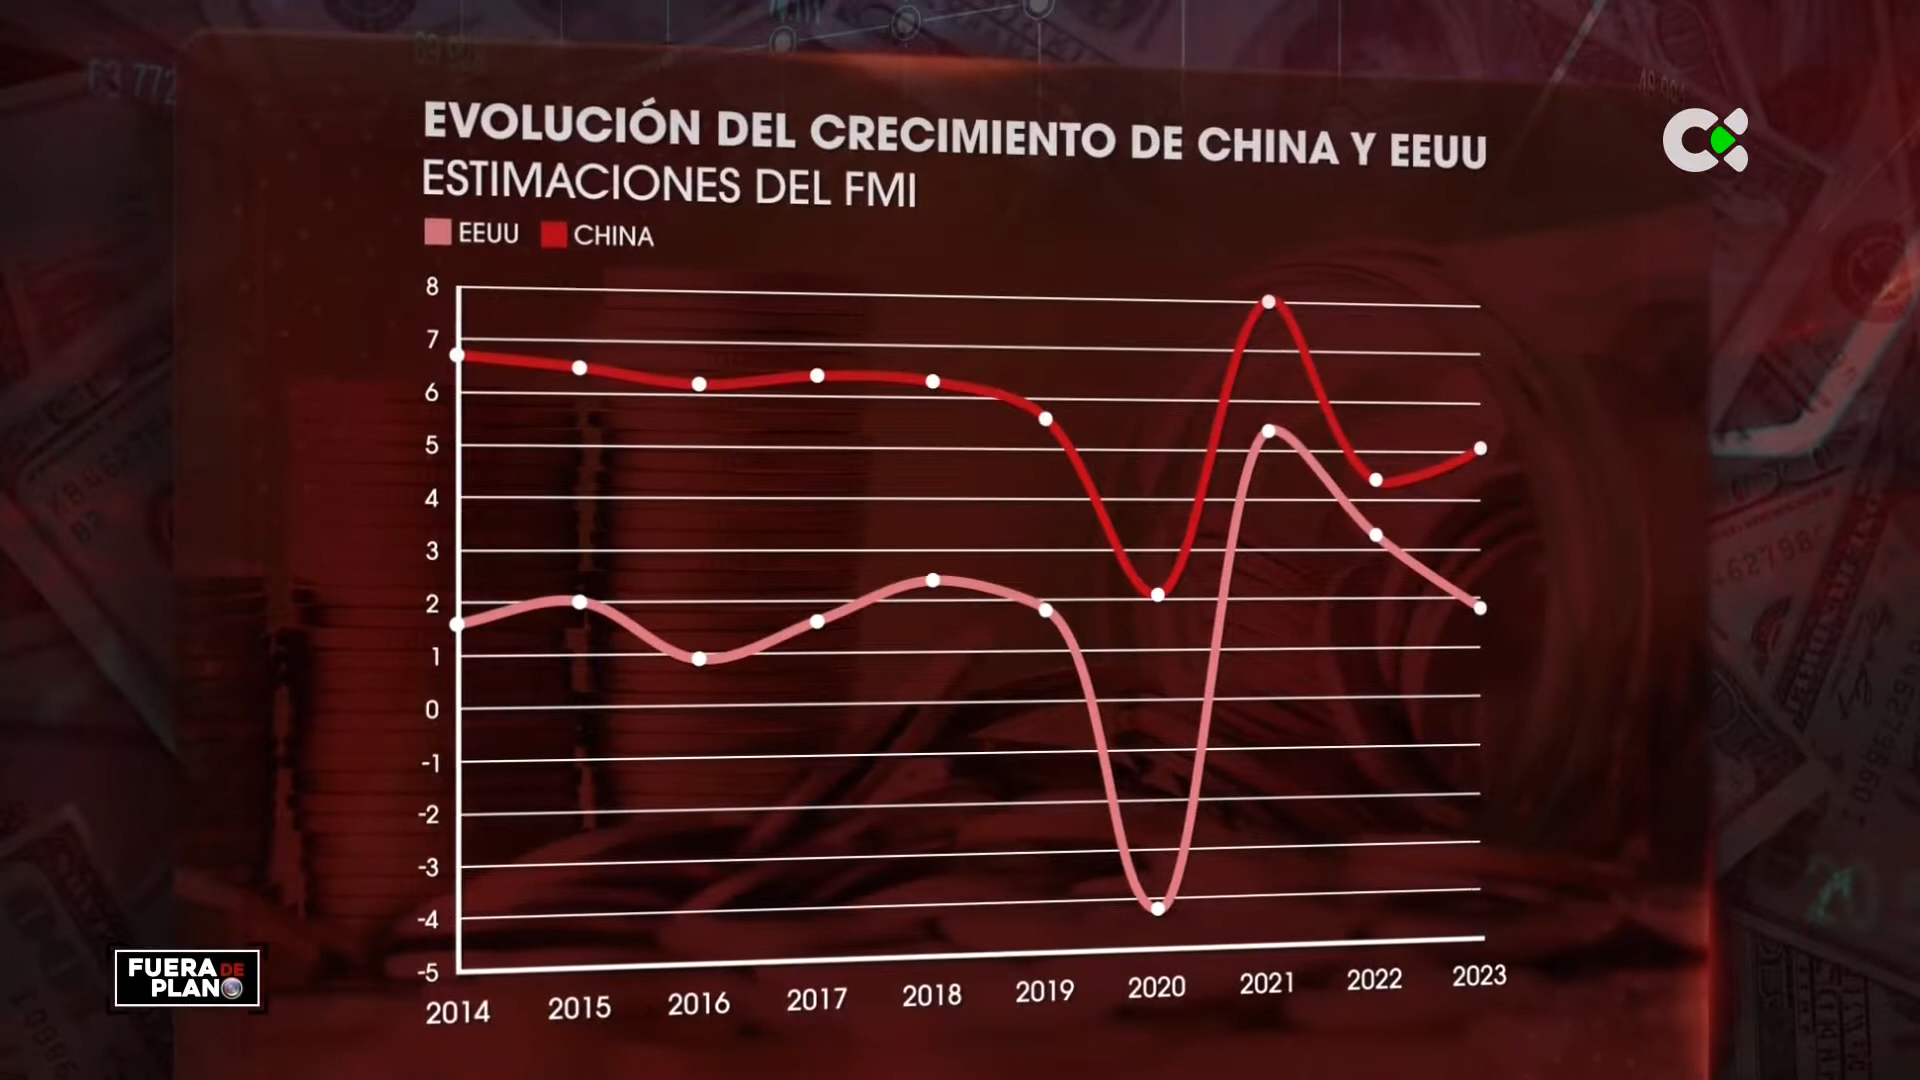 EVOLUCIÓN DEL CRECIMIENTO DE CHINA Y EEUU
ESTIMACIONES DEL FMI
EEUU CHINA
8
7
6
5
4
3
2
1
0
-1
-2
-3
-4
-5
2014 2015 2016 2017 2018 2019 2020 2021 2022 2023
FUERA DE
PLANO
63 772